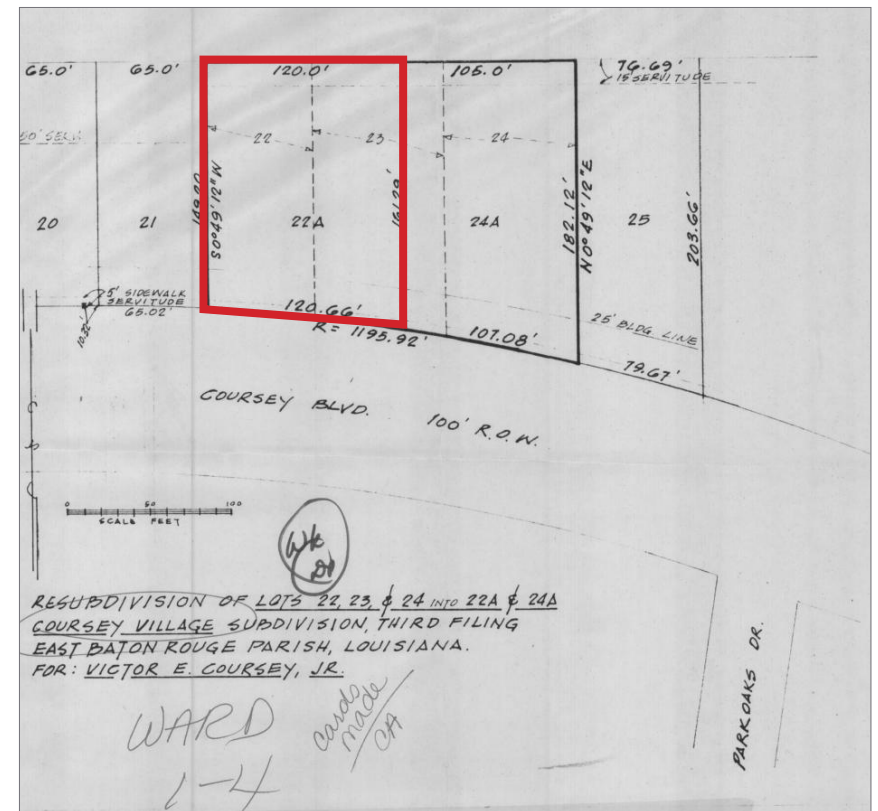 65.0'
65.0'
120.0'
105.0'
76.69'
15' SERVITUDE
50' SERV.
22
23
24
S 0°49'12" W
161.29'
182.12'
N 0°49'12" E
203.66'
20
21
22A
24A
25
5' SIDEWALK
SERVITUDE
65.02'
10.32'
120.66'
R = 1195.92'
107.08'
25' BLDG. LINE
79.67'
COURSEY BLVD.
100' R.O.W.
0 50 100
SCALE FEET
RESUBDIVISION OF LOTS 22, 23, & 24 INTO 22A & 24A
COURSEY VILLAGE SUBDIVISION, THIRD FILING
EAST BATON ROUGE PARISH, LOUISIANA.
FOR: VICTOR E. COURSEY, JR.
WARD
1-4
cards
made
CA
PARKOAKS DR.